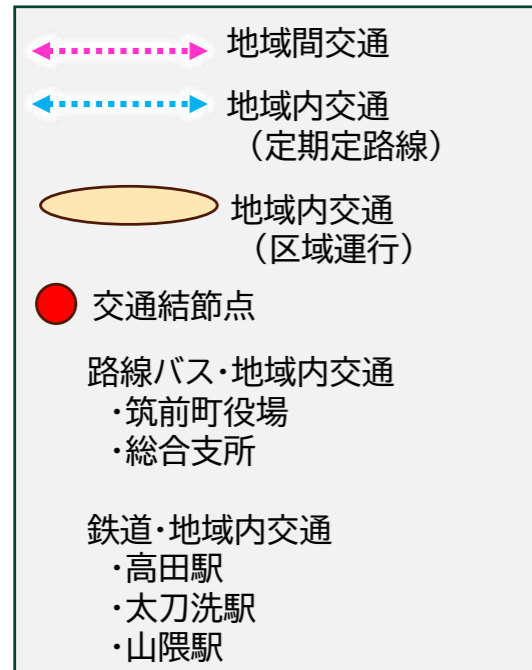 地域間交通
地域内交通
（定期定路線）
地域内交通
（区域運行）
交通結節点
路線バス・地域内交通
・筑前町役場
・総合支所
鉄道・地域内交通
・高田駅
・太刀洗駅
・山隈駅